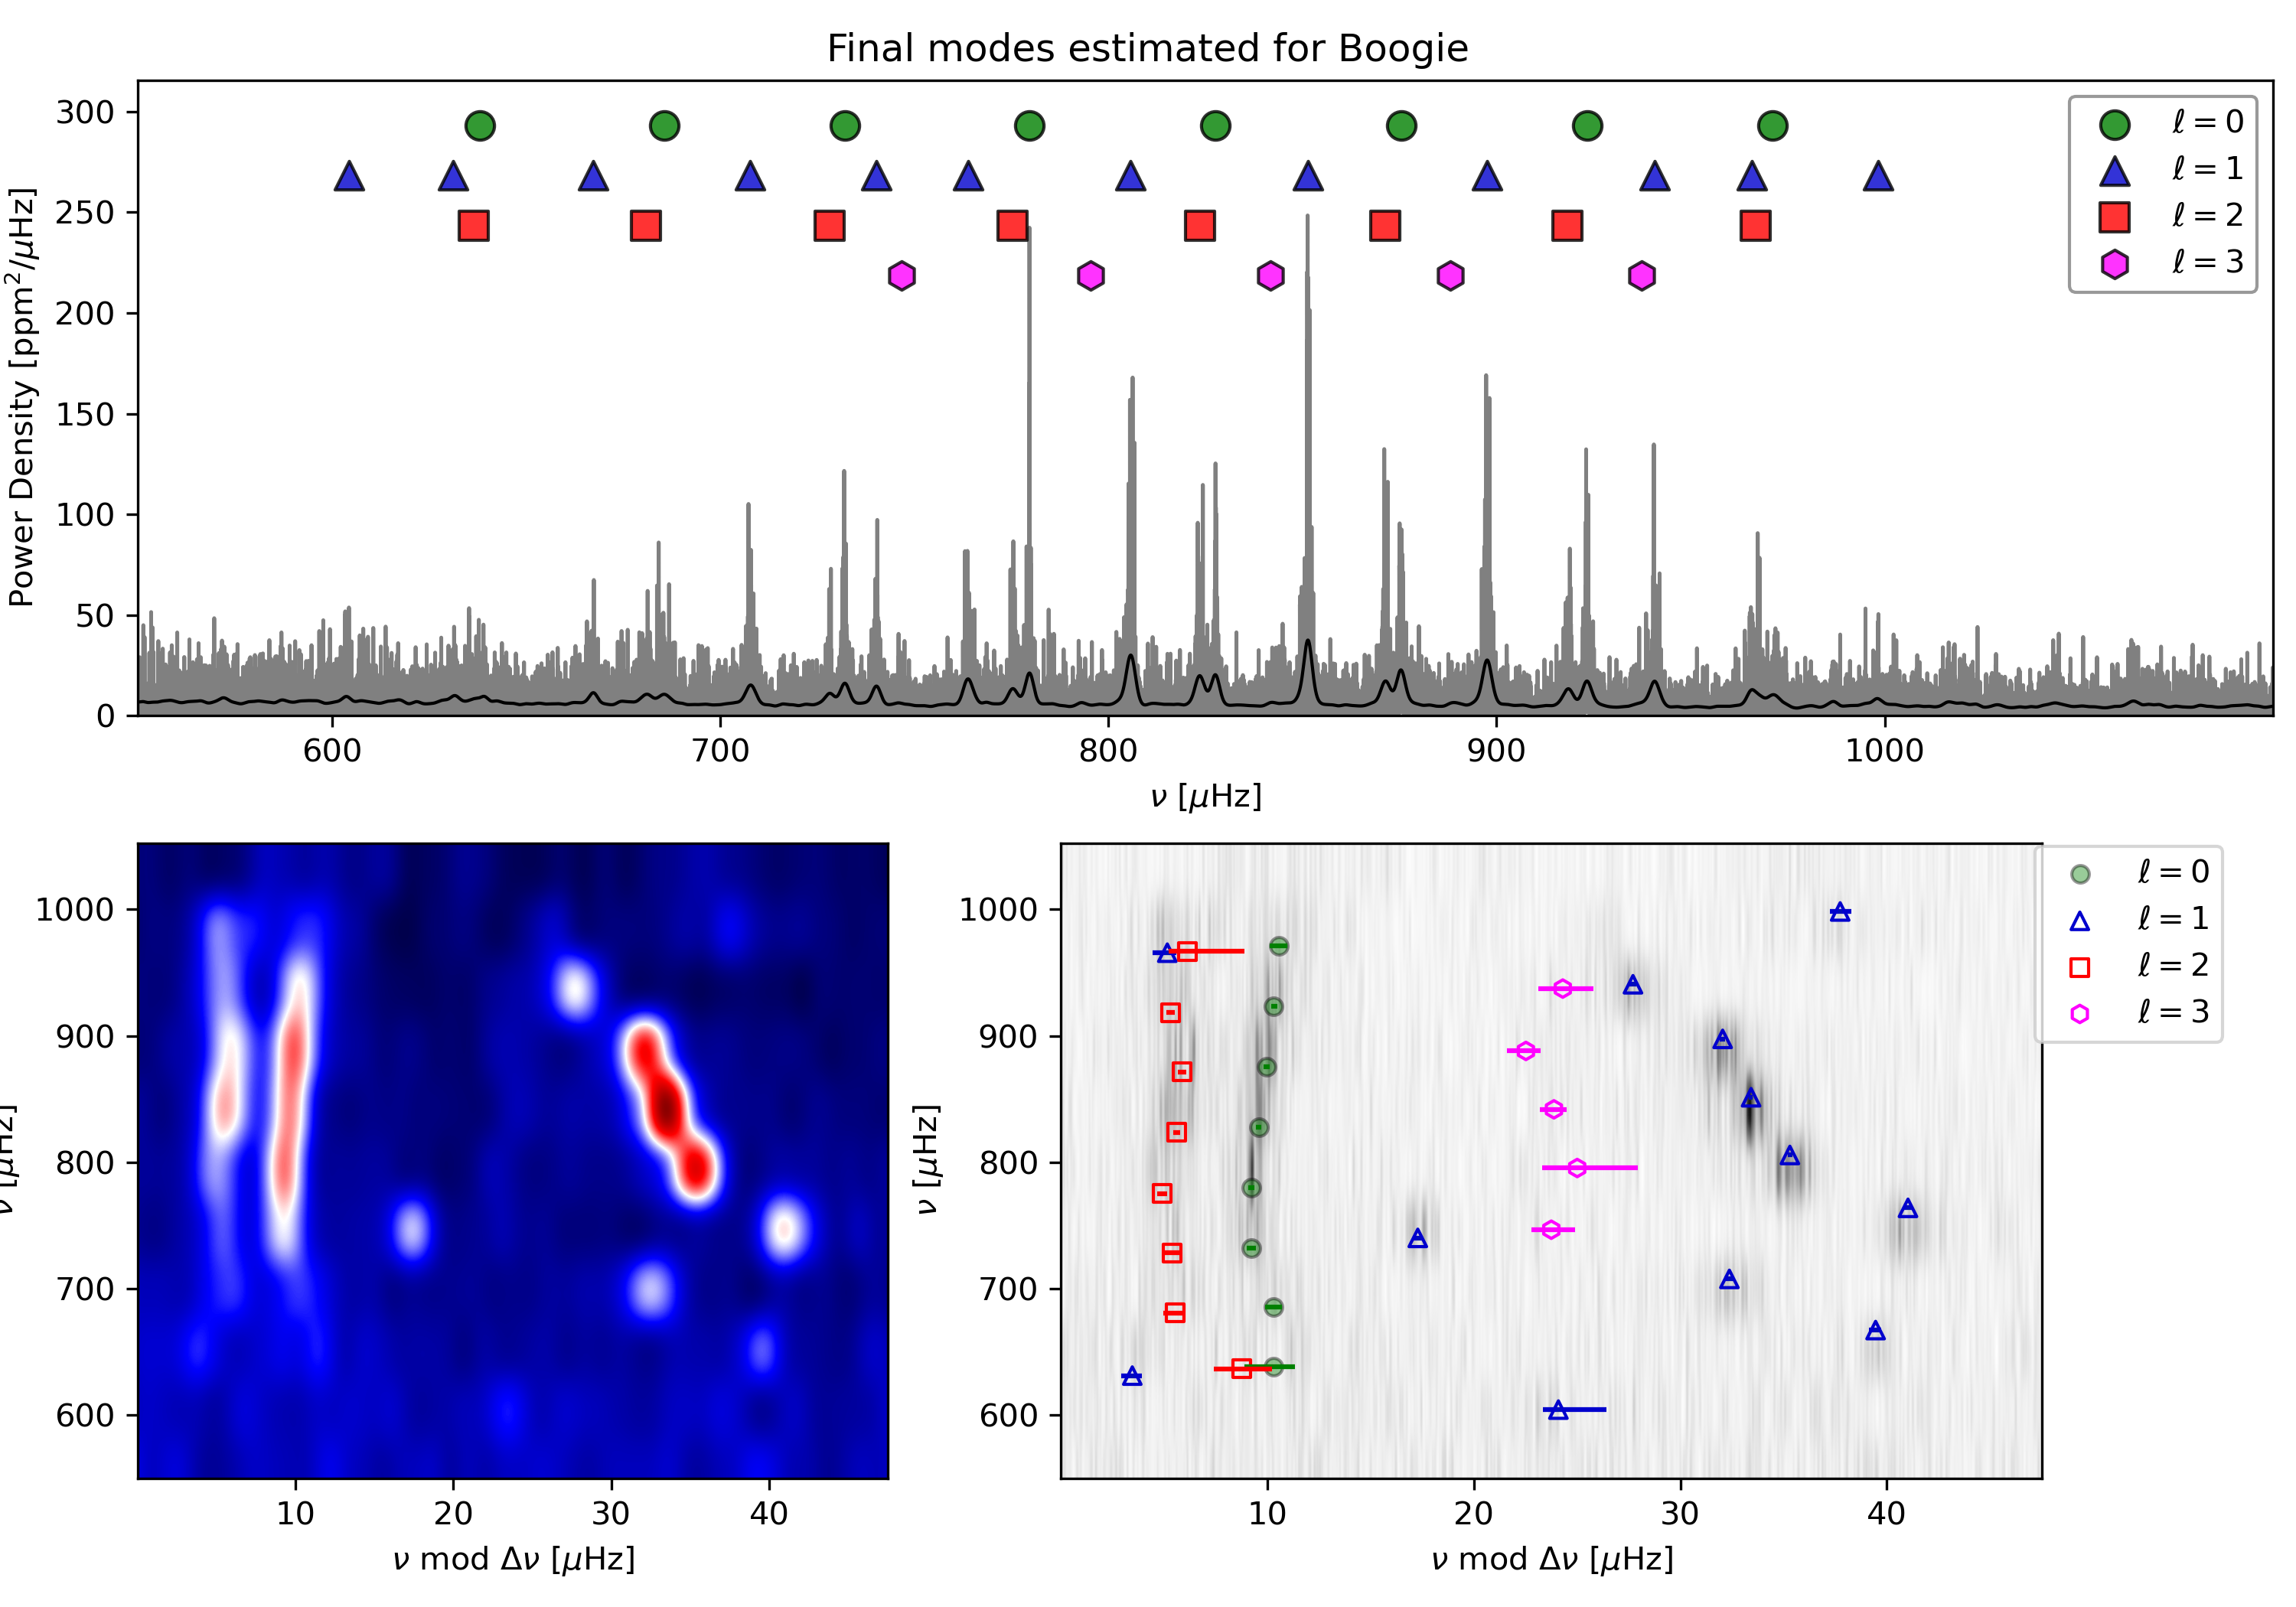 Final modes estimated for Boogie
Power Density [ppm²/μHz]
300
250
200
150
100
50
0
600
700
800
900
1000
ν [μHz]
ℓ = 0
ℓ = 1
ℓ = 2
ℓ = 3
ν [μHz]
1000
900
800
700
600
10
20
30
40
ν mod Δν [μHz]
ν [μHz]
1000
900
800
700
600
10
20
30
40
ν mod Δν [μHz]
ℓ = 0
ℓ = 1
ℓ = 2
ℓ = 3